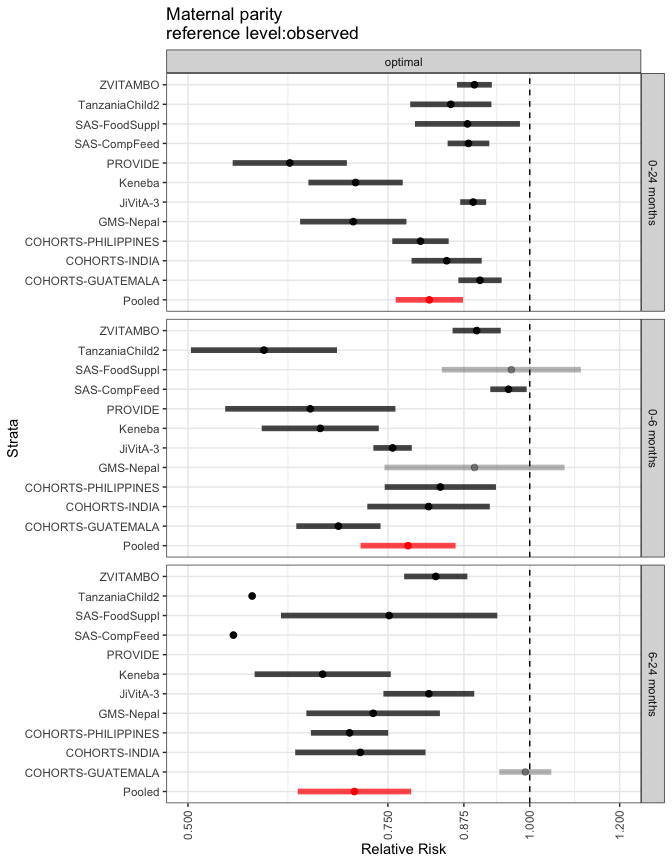 Maternal parity
reference level:observed
optimal
ZVITAMBO
TanzaniaChild2
SAS-FoodSuppl
SAS-CompFeed
PROVIDE
Keneba
JiVitA-3
GMS-Nepal
COHORTS-PHILIPPINES
COHORTS-INDIA
COHORTS-GUATEMALA
Pooled
0-24 months
ZVITAMBO
TanzaniaChild2
SAS-FoodSuppl
SAS-CompFeed
PROVIDE
Keneba
JiVitA-3
GMS-Nepal
COHORTS-PHILIPPINES
COHORTS-INDIA
COHORTS-GUATEMALA
Pooled
0-6 months
ZVITAMBO
TanzaniaChild2
SAS-FoodSuppl
SAS-CompFeed
PROVIDE
Keneba
JiVitA-3
GMS-Nepal
COHORTS-PHILIPPINES
COHORTS-INDIA
COHORTS-GUATEMALA
Pooled
6-24 months
Strata
0.500
0.750
0.875
1.000
1.200
Relative Risk